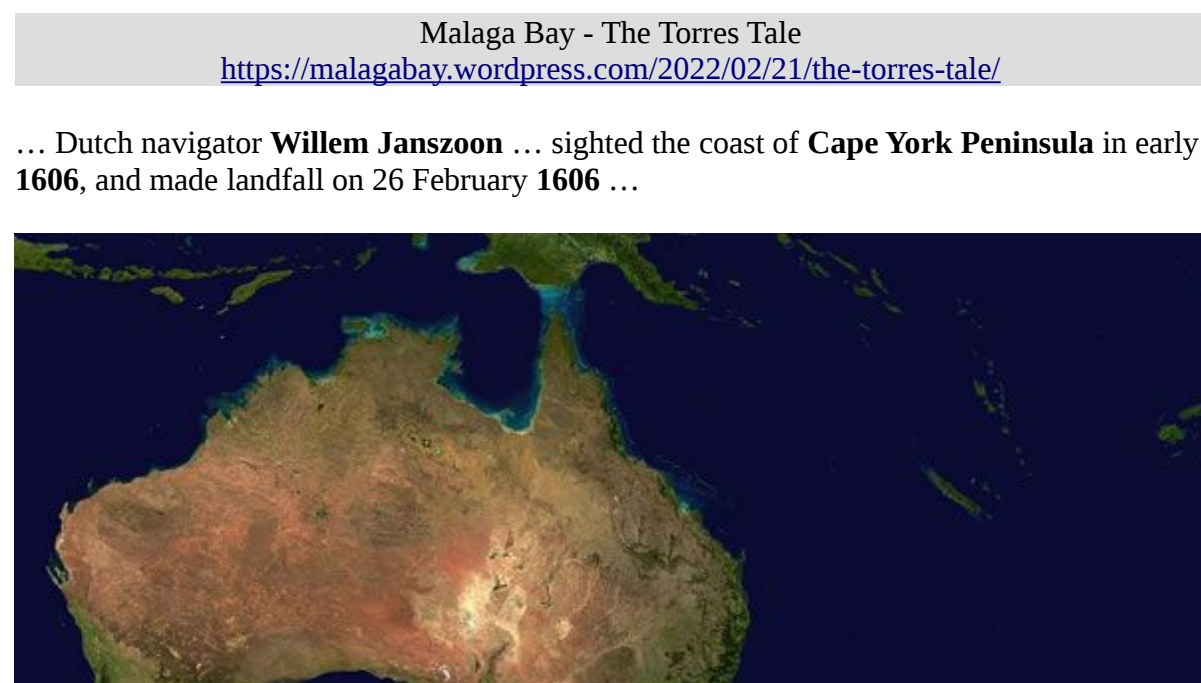 Malaga Bay - The Torres Tale
https://malagabay.wordpress.com/2022/02/21/the-torres-tale/
… Dutch navigator Willem Janszoon … sighted the coast of Cape York Peninsula in early
1606, and made landfall on 26 February 1606 …